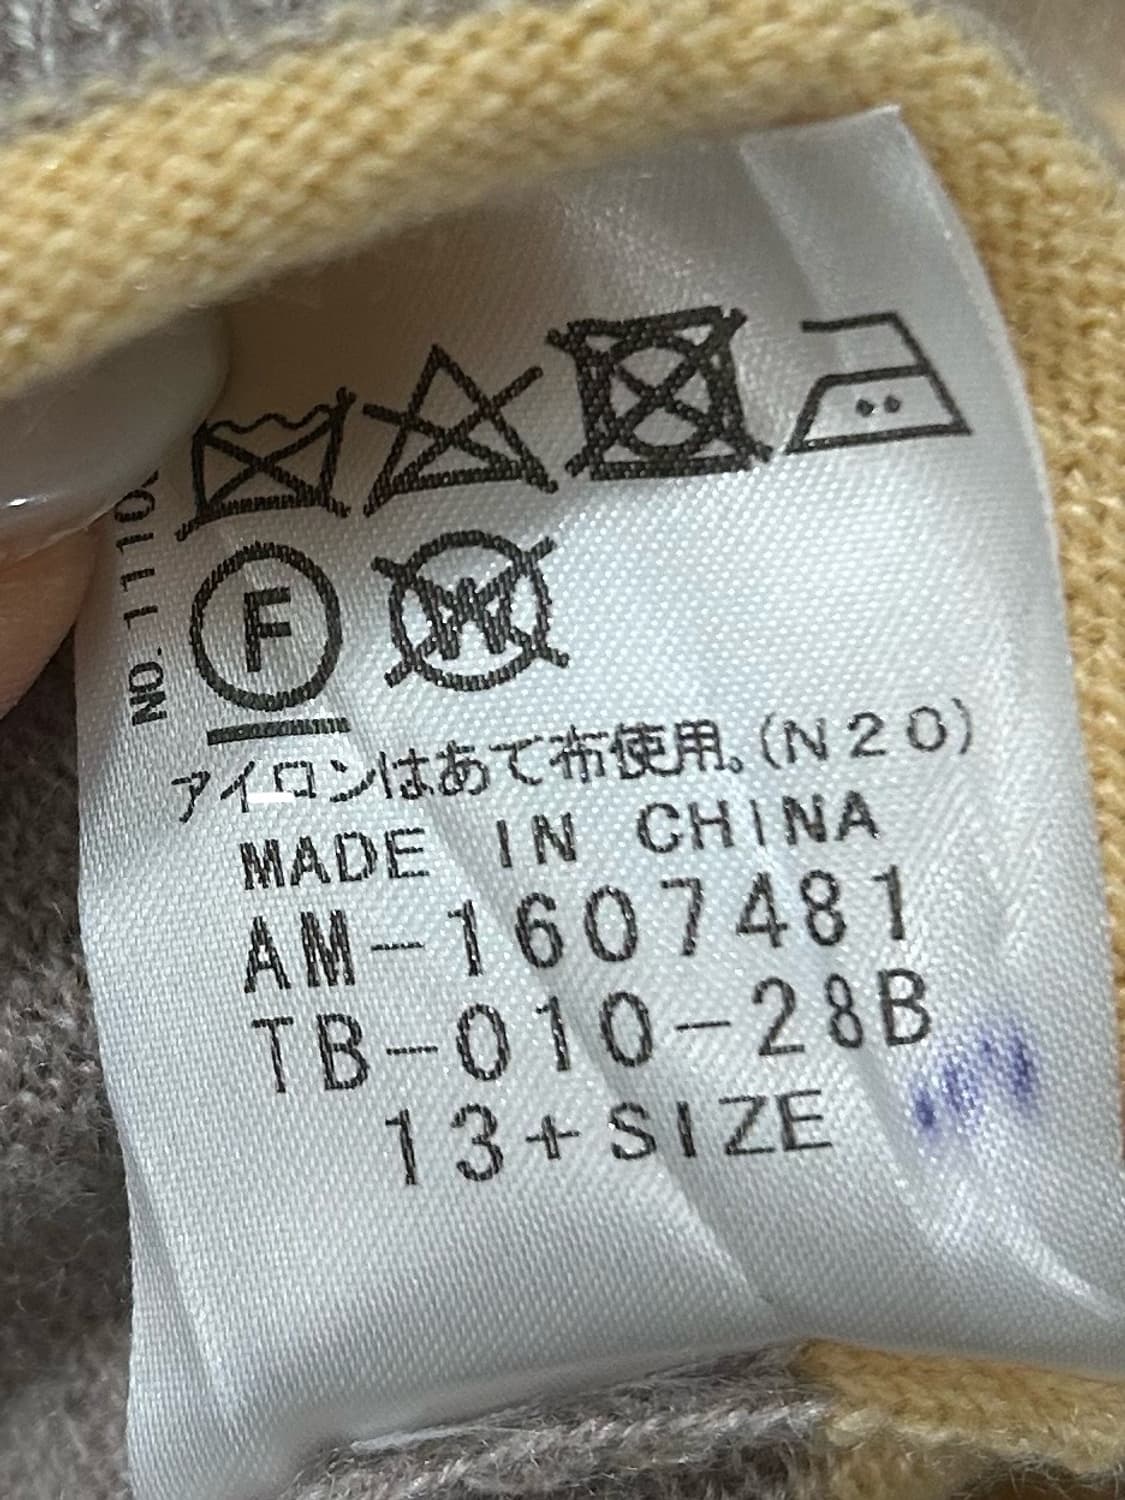 F
W
アイロンはあて布使用。(N20)
MADE IN CHINA
AM-1607481
TB-010-28B
13+SIZE
NO.